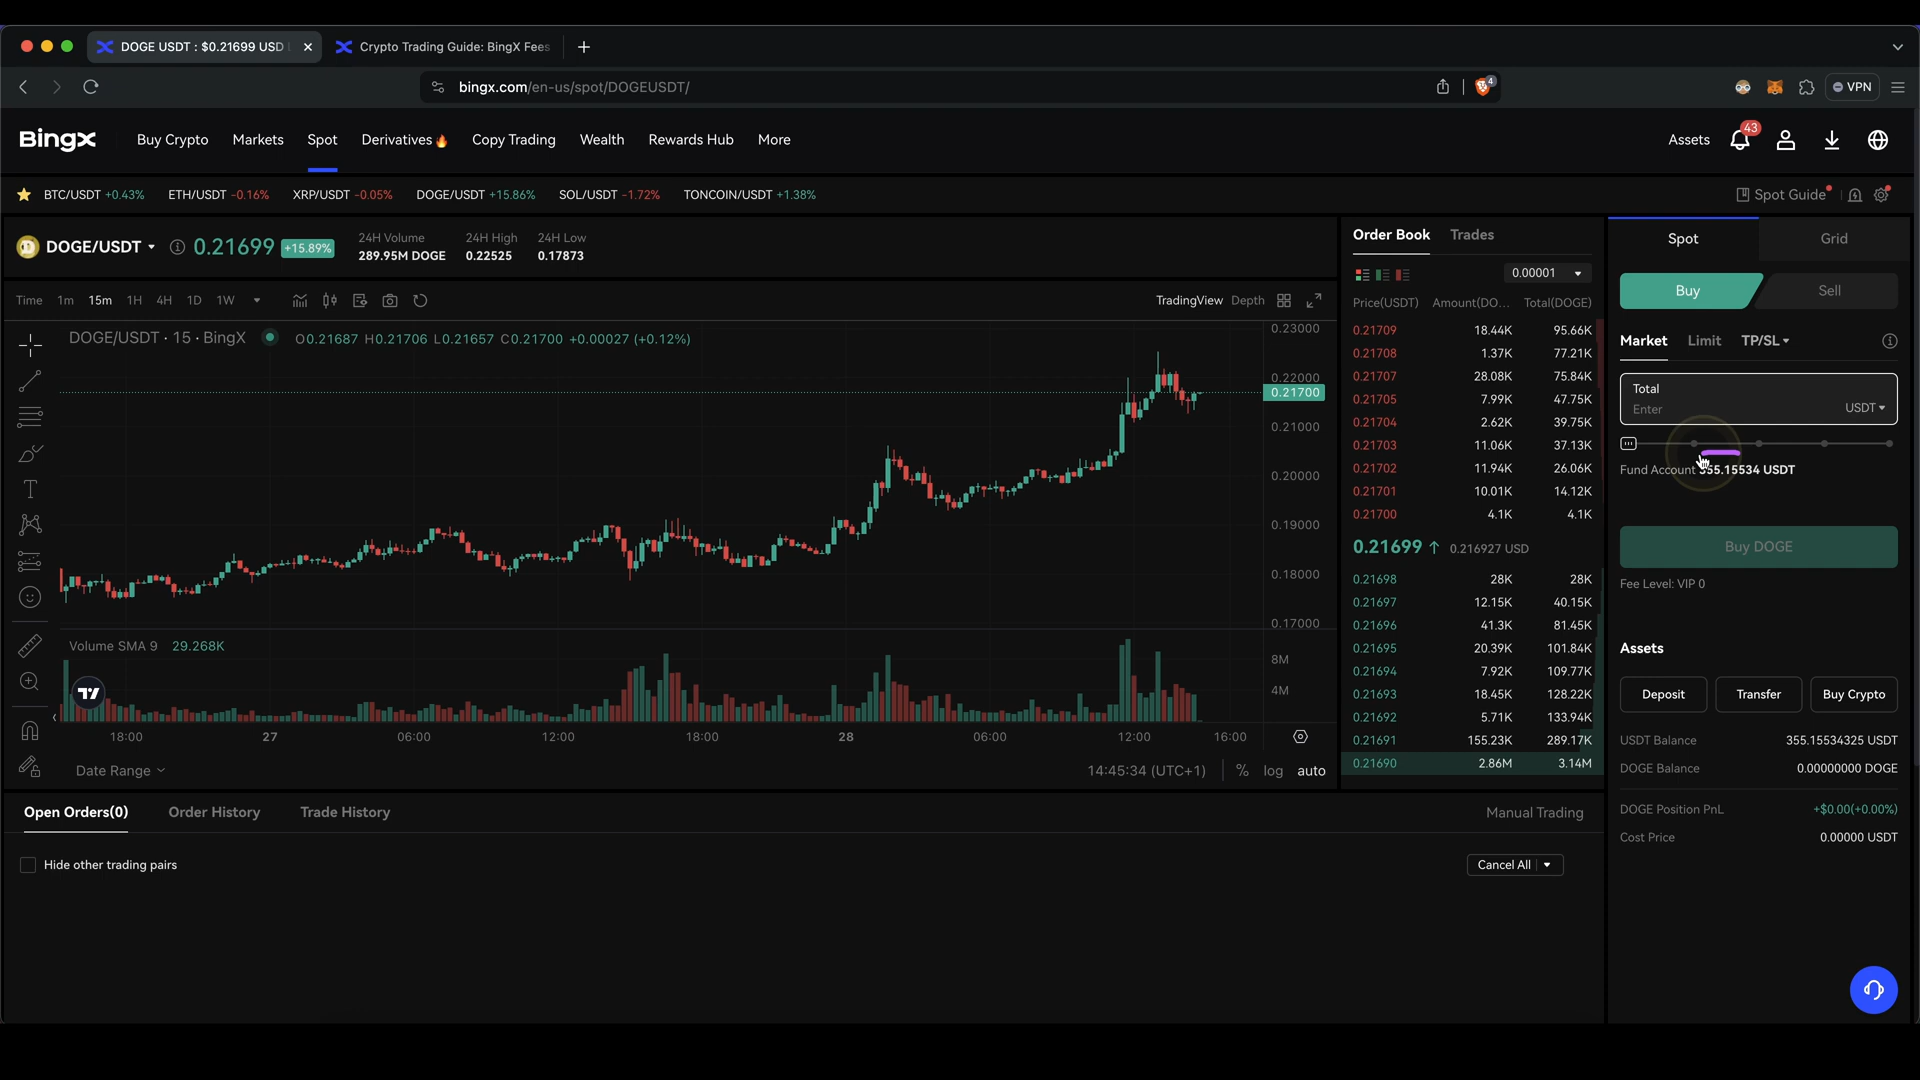 DOGE USDT : $0.21699 USD
Crypto Trading Guide: BingX Fees
bingx.com/en-us/spot/DOGEUSDT/
4
VPN
BingX
Buy Crypto
Markets
Spot
Derivatives
Copy Trading
Wealth
Rewards Hub
More
Assets
43
BTC/USDT +0.43%
ETH/USDT -0.16%
XRP/USDT -0.05%
DOGE/USDT +15.86%
SOL/USDT -1.72%
TONCOIN/USDT +1.38%
Spot Guide
DOGE/USDT
0.21699 +15.89%
24H Volume
289.95M DOGE
24H High
0.22525
24H Low
0.17873
Time 1m 15m 1H 4H 1D 1W
TradingView Depth
DOGE/USDT · 15 · BingX
O0.21687 H0.21706 L0.21657 C0.21700 +0.00027 (+0.12%)
0.23000
0.22000
0.21700
0.21000
0.20000
0.19000
0.18000
0.17000
Volume SMA 9 29.268K
8M
4M
18:00 27 06:00 12:00 18:00 28 06:00 12:00 16:00
Date Range
14:45:34 (UTC+1) % log auto
Order Book Trades
0.00001
Price(USDT) Amount(DO... Total(DOGE)
0.21709 18.44K 95.66K
0.21708 1.37K 77.21K
0.21707 28.08K 75.84K
0.21705 7.99K 47.75K
0.21704 2.62K 39.75K
0.21703 11.06K 37.13K
0.21702 11.94K 26.06K
0.21701 10.01K 14.12K
0.21700 4.1K 4.1K
0.21699 ↑ 0.216927 USD
0.21698 28K 28K
0.21697 12.15K 40.15K
0.21696 41.3K 81.45K
0.21695 20.39K 101.84K
0.21694 7.92K 109.77K
0.21693 18.45K 128.22K
0.21692 5.71K 133.94K
0.21691 155.23K 289.17K
0.21690 2.86M 3.14M
Spot Grid
Buy Sell
Market Limit TP/SL
Total
Enter USDT
Fund Account 355.15534 USDT
Buy DOGE
Fee Level: VIP 0
Assets
Deposit Transfer Buy Crypto
USDT Balance 355.15534325 USDT
DOGE Balance 0.00000000 DOGE
DOGE Position PnL +$0.00(+0.00%)
Cost Price 0.00000 USDT
Open Orders(0) Order History Trade History
Manual Trading
Hide other trading pairs
Cancel All